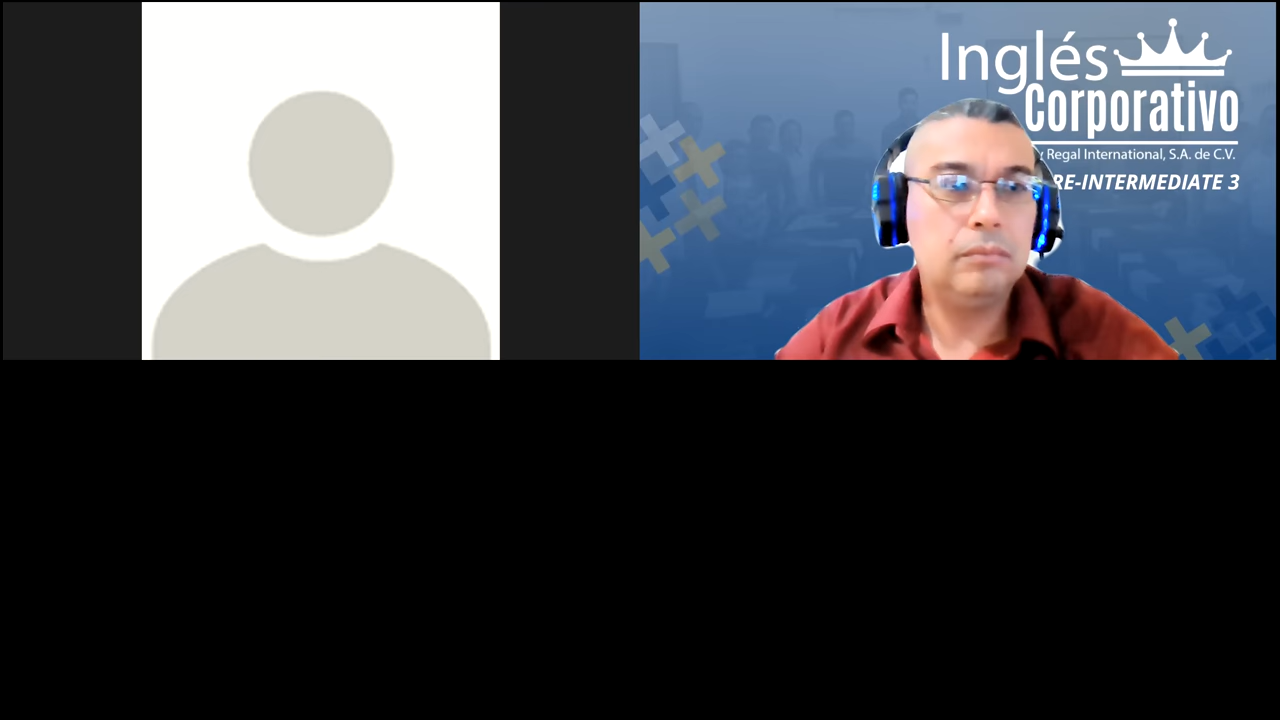 Inglés
Corporativo
Regal International, S.A. de C.V.
RE-INTERMEDIATE 3